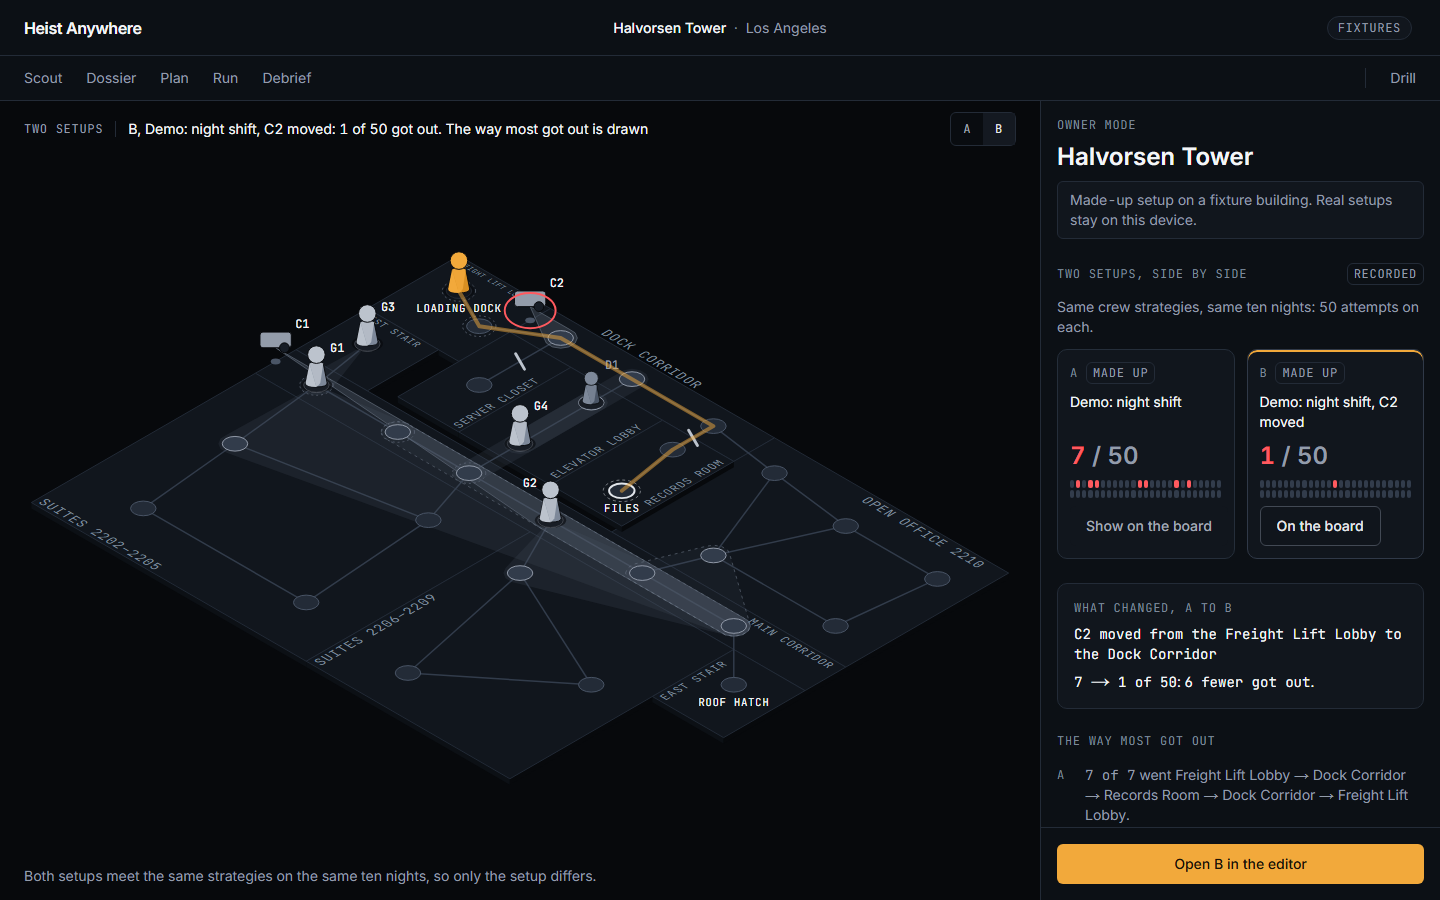 Heist Anywhere
Halvorsen Tower · Los Angeles
FIXTURES
Scout
Dossier
Plan
Run
Debrief
Drill
TWO SETUPS
B, Demo: night shift, C2 moved: 1 of 50 got out. The way most got out is drawn
A
B
C2
LOADING DOCK
G3
C1
G1
DOCK CORRIDOR
D1
SERVER CLOSET
G4
ELEVATOR LOBBY
G2
RECORDS ROOM
FILES
SUITES 2202-2205
OPEN OFFICE 2210
SUITES 2206-2209
MAIN CORRIDOR
EAST STAIR
ROOF HATCH
Both setups meet the same strategies on the same ten nights, so only the setup differs.
OWNER MODE
Halvorsen Tower
Made-up setup on a fixture building. Real setups
stay on this device.
TWO SETUPS, SIDE BY SIDE
RECORDED
Same crew strategies, same ten nights: 50 attempts on
each.
A MADE UP
Demo: night shift
7 / 50
Show on the board
B MADE UP
Demo: night shift, C2
moved
1 / 50
On the board
WHAT CHANGED, A TO B
C2 moved from the Freight Lift Lobby to
the Dock Corridor
7 → 1 of 50: 6 fewer got out.
THE WAY MOST GOT OUT
A 7 of 7 went Freight Lift Lobby → Dock Corridor
→ Records Room → Dock Corridor → Freight Lift
Lobby.
Open B in the editor